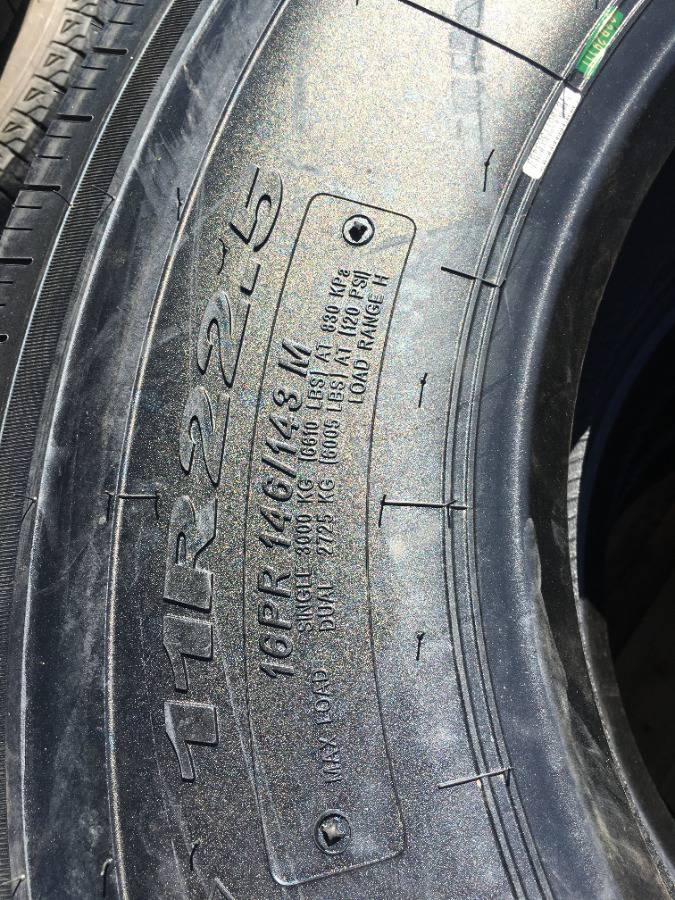 11R22.5
16PR 146/143 M
MAX LOAD SINGLE 3000 KG (6610 LBS) AT 830 KPa
DUAL 2725 KG (6005 LBS) AT (120 PSI)
LOAD RANGE H